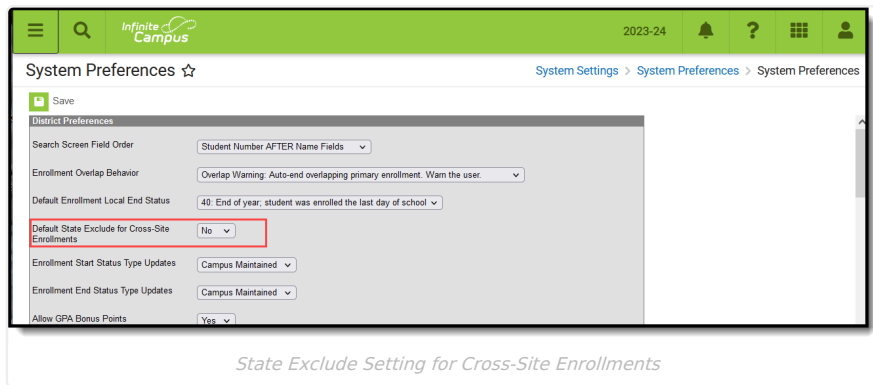 Infinite Campus
2023-24
System Preferences
System Settings > System Preferences > System Preferences
Save
District Preferences
Search Screen Field Order
Student Number AFTER Name Fields
Enrollment Overlap Behavior
Overlap Warning: Auto-end overlapping primary enrollment. Warn the user.
Default Enrollment Local End Status
40: End of year; student was enrolled the last day of school
Default State Exclude for Cross-Site
Enrollments
No
Enrollment Start Status Type Updates
Campus Maintained
Enrollment End Status Type Updates
Campus Maintained
Allow GPA Bonus Points
Yes
State Exclude Setting for Cross-Site Enrollments